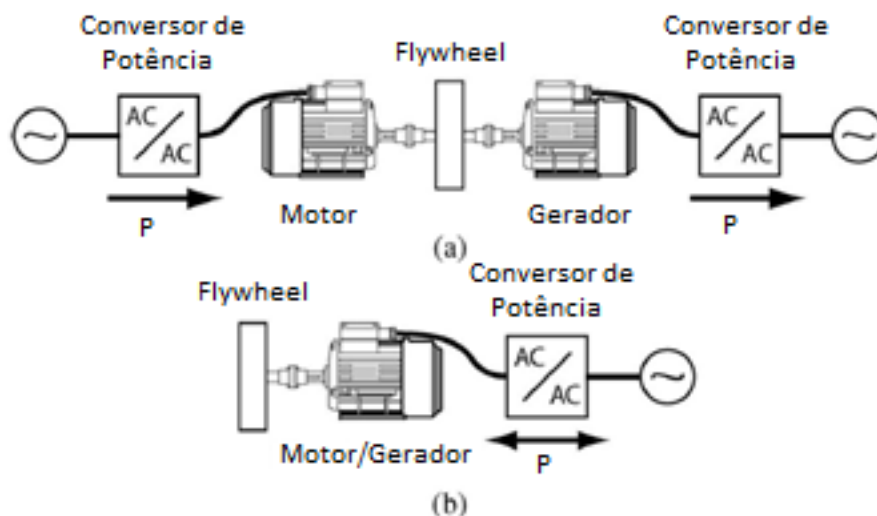 Conversor de
Potência
Flywheel
Conversor de
Potência
AC
AC
AC
AC
P
Motor
Gerador
P
(a)
Flywheel
Conversor de
Potência
AC
AC
Motor/Gerador
P
(b)